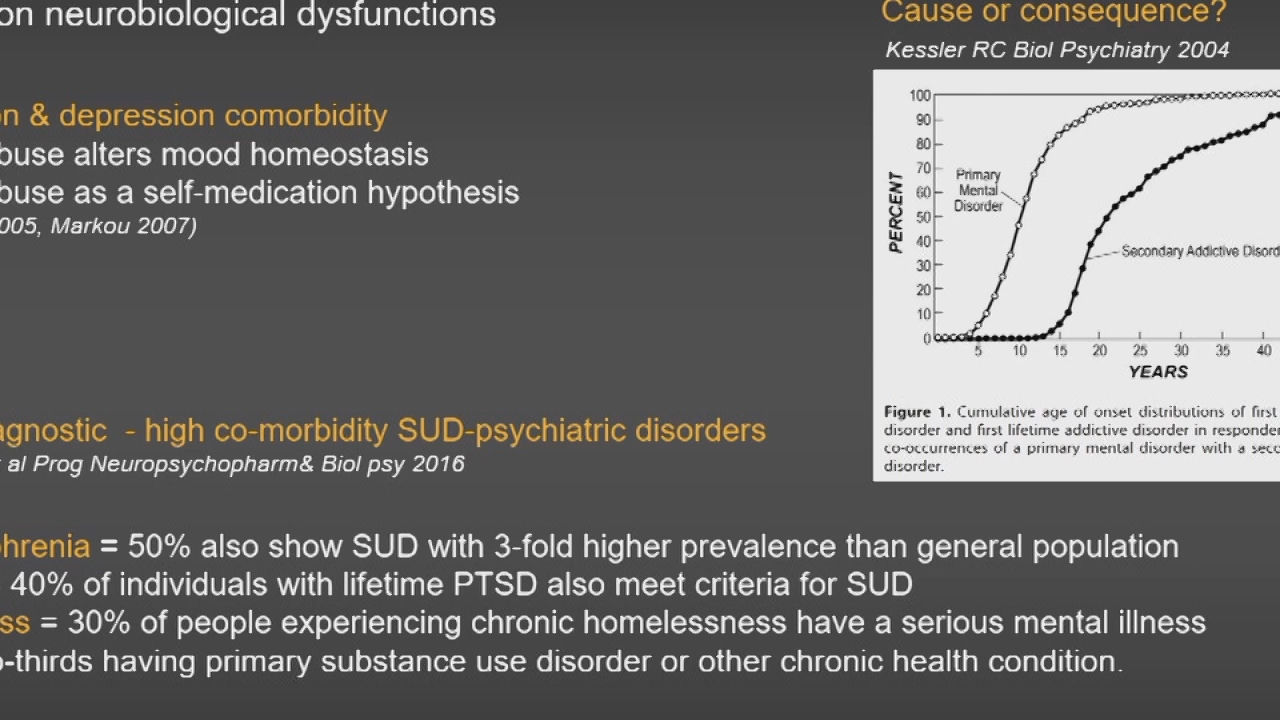 on neurobiological dysfunctions
on & depression comorbidity
buse alters mood homeostasis
buse as a self-medication hypothesis
005, Markou 2007)
agnostic - high co-morbidity SUD-psychiatric disorders
al Prog Neuropsychopharm& Biol psy 2016
phrenia = 50% also show SUD with 3-fold higher prevalence than general population
40% of individuals with lifetime PTSD also meet criteria for SUD
ss = 30% of people experiencing chronic homelessness have a serious mental illness
o-thirds having primary substance use disorder or other chronic health condition.
Cause or consequence?
Kessler RC Biol Psychiatry 2004
PERCENT
100
90
80
70
60
50
40
30
20
10
0
Primary
Mental
Disorder
Secondary Addictive Disord
5 10 15 20 25 30 35 40
YEARS
Figure 1. Cumulative age of onset distributions of first
disorder and first lifetime addictive disorder in responder
co-occurrences of a primary mental disorder with a seco
disorder.